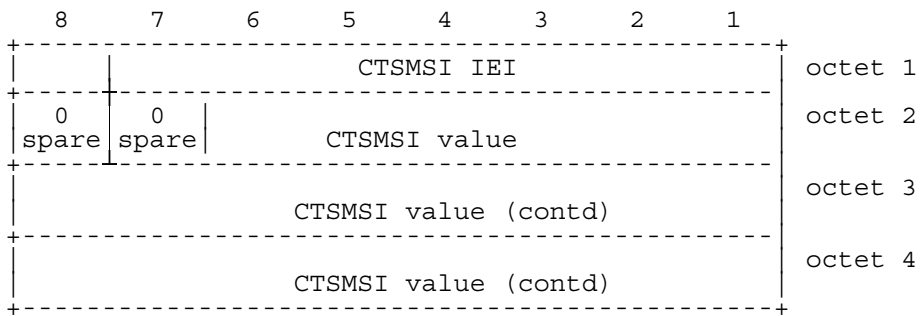 8 7 6 5 4 3 2 1
CTSMSI IEI octet 1
0 0 octet 2
spare spare CTSMSI value
octet 3
CTSMSI value (contd)
octet 4
CTSMSI value (contd)